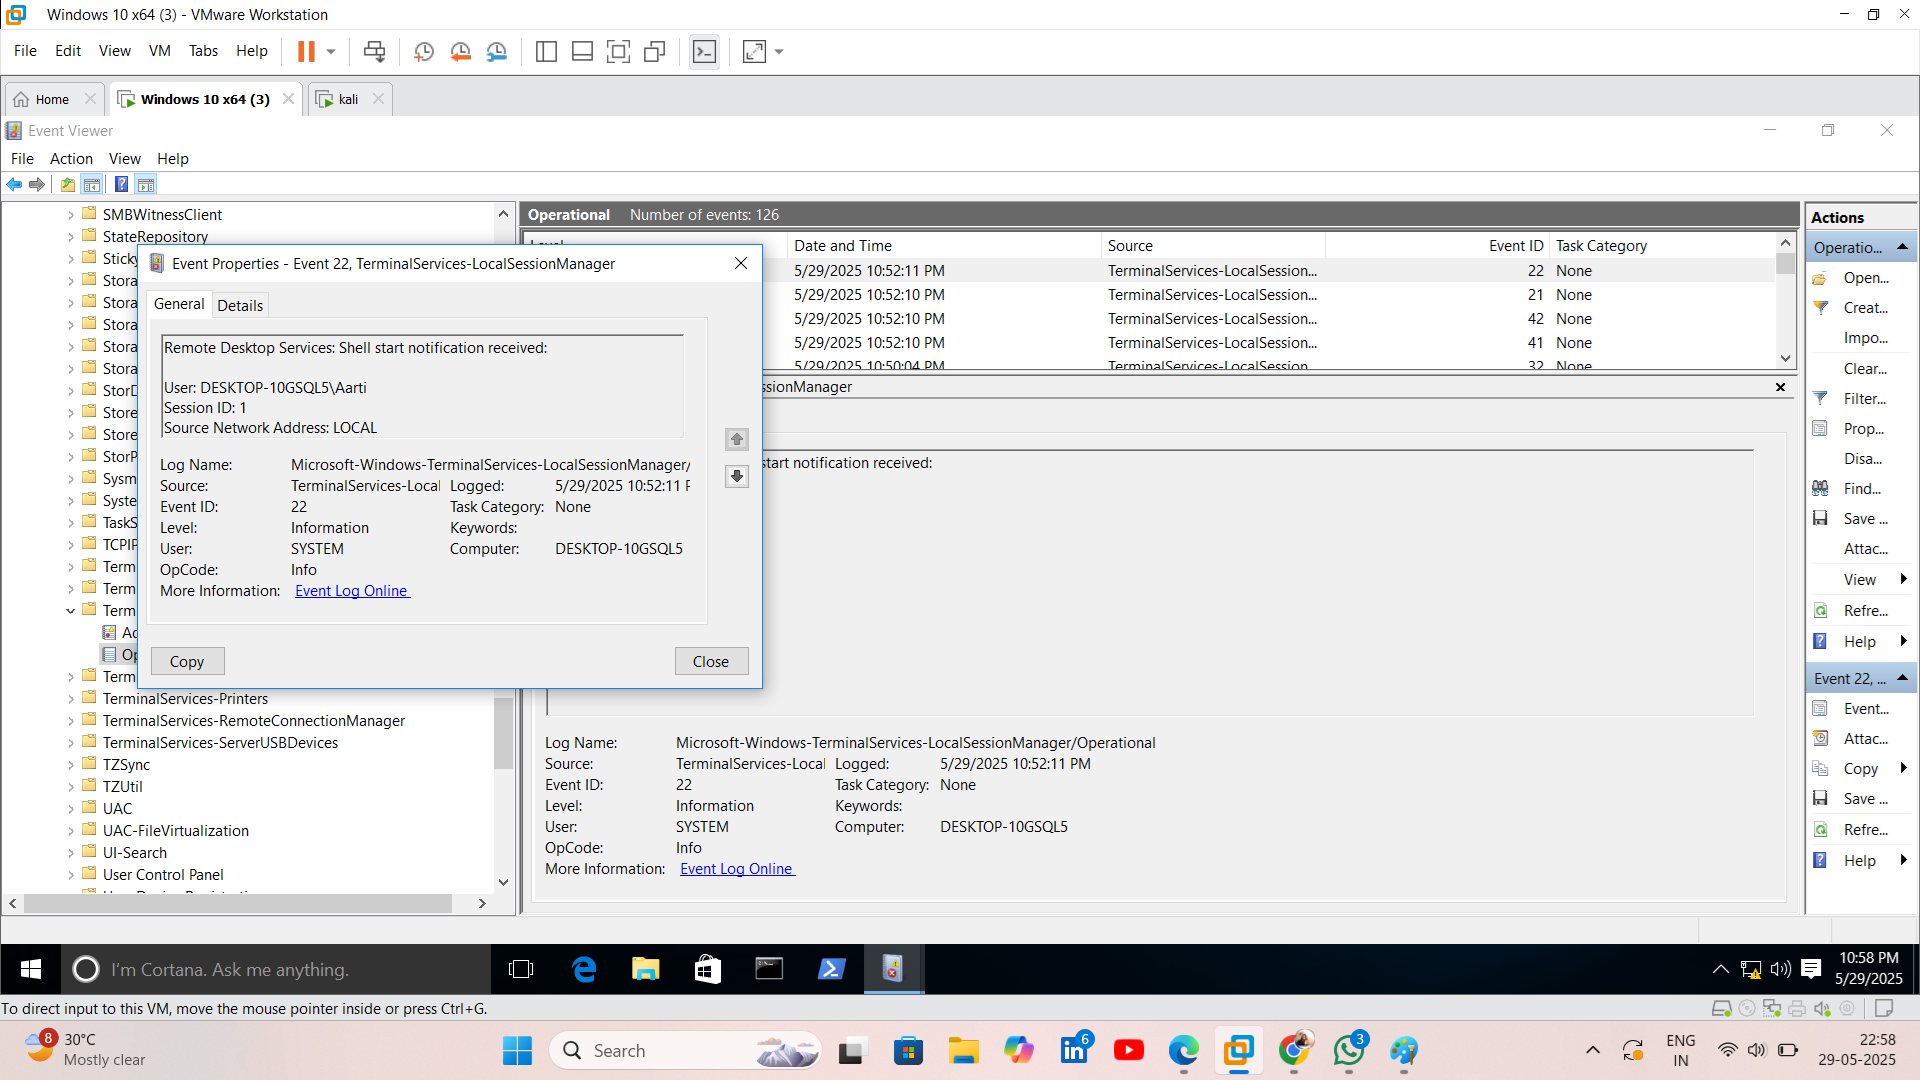 Windows 10 x64 (3) - VMware Workstation
File Edit View VM Tabs Help
Home Windows 10 x64 (3) kali
Event Viewer
File Action View Help
SMBWitnessClient
StateRepository
Sticky
Stora
Stora
Stora
Stora
Stora
StorD
Store
Store
StorP
Sysm
Syste
TaskS
TCPIP
Term
Term
Term
Ad
Op
Term
TerminalServices-Printers
TerminalServices-RemoteConnectionManager
TerminalServices-ServerUSBDevices
TZSync
TZUtil
UAC
UAC-FileVirtualization
UI-Search
User Control Panel
Operational Number of events: 126
Level Date and Time Source Event ID Task Category
5/29/2025 10:52:11 PM TerminalServices-LocalSession... 22 None
5/29/2025 10:52:10 PM TerminalServices-LocalSession... 21 None
5/29/2025 10:52:10 PM TerminalServices-LocalSession... 42 None
5/29/2025 10:52:10 PM TerminalServices-LocalSession... 41 None
5/29/2025 10:50:04 PM TerminalServices-LocalSession 32 None
Event Properties - Event 22, TerminalServices-LocalSessionManager
General Details
Remote Desktop Services: Shell start notification received:
User: DESKTOP-10GSQL5\Aarti
Session ID: 1
Source Network Address: LOCAL
Log Name: Microsoft-Windows-TerminalServices-LocalSessionManager/
Source: TerminalServices-Local Logged: 5/29/2025 10:52:11 P
Event ID: 22 Task Category: None
Level: Information Keywords:
User: SYSTEM Computer: DESKTOP-10GSQL5
OpCode: Info
More Information: Event Log Online
Copy Close
ssionManager
start notification received:
Log Name: Microsoft-Windows-TerminalServices-LocalSessionManager/Operational
Source: TerminalServices-Local Logged: 5/29/2025 10:52:11 PM
Event ID: 22 Task Category: None
Level: Information Keywords:
User: SYSTEM Computer: DESKTOP-10GSQL5
OpCode: Info
More Information: Event Log Online
Actions
Operatio...
Open...
Creat...
Impo...
Clear...
Filter...
Prop...
Disa...
Find...
Save ...
Attac...
View
Refre...
Help
Event 22, ...
Event...
Attac...
Copy
Save ...
Refre...
Help
I'm Cortana. Ask me anything.
10:58 PM
5/29/2025
To direct input to this VM, move the mouse pointer inside or press Ctrl+G.
8
30°C
Mostly clear
Search
6
3
ENG
IN
22:58
29-05-2025